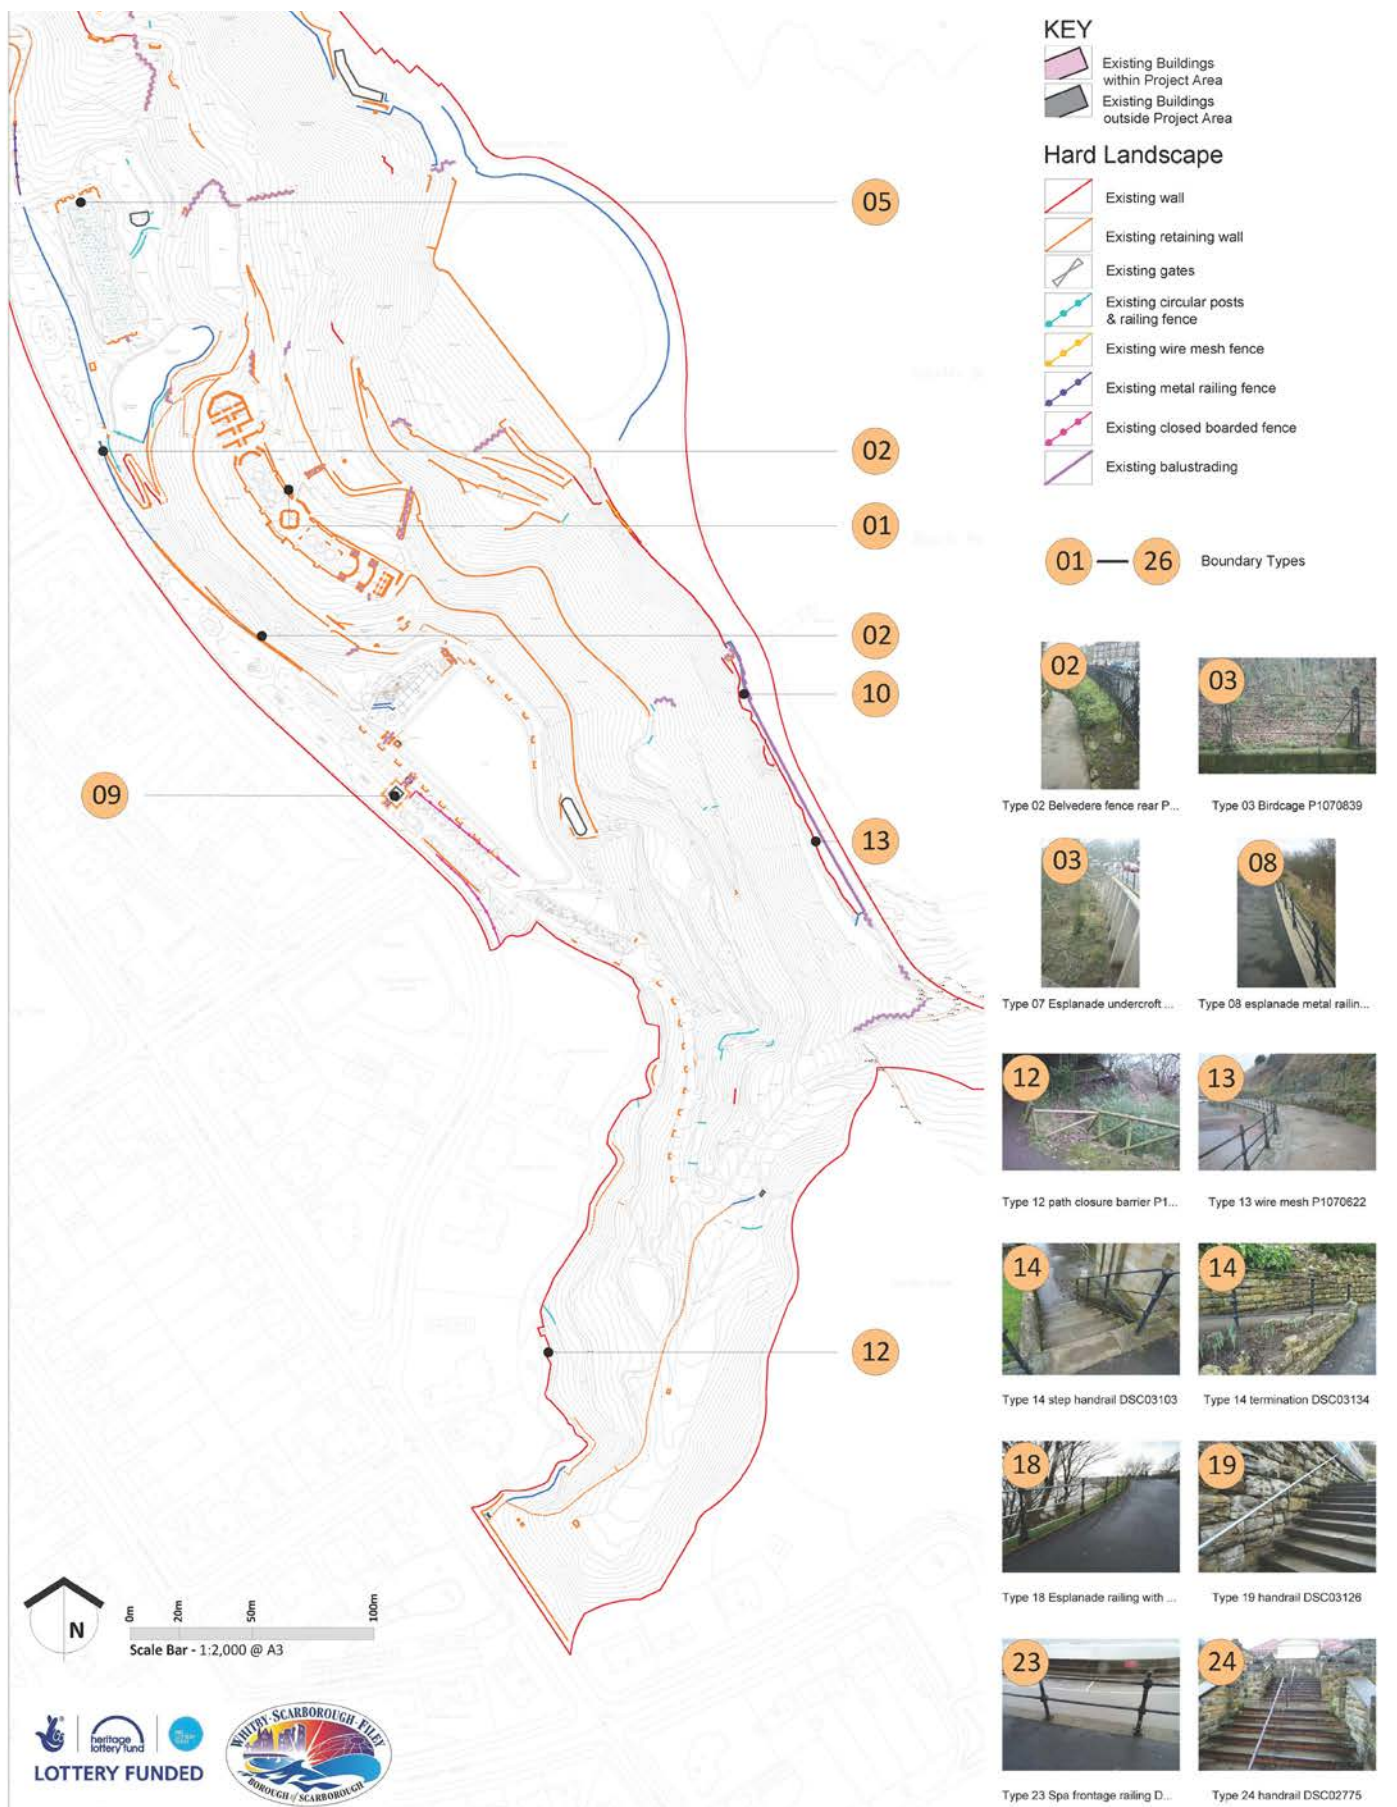 KEY
Existing Buildings
within Project Area
Existing Buildings
outside Project Area
Hard Landscape
Existing wall
Existing retaining wall
Existing gates
Existing circular posts
& railing fence
Existing wire mesh fence
Existing metal railing fence
Existing closed boarded fence
Existing balustrading
01 26 Boundary Types
05
02
01
02
10
09
13
12
02
03
Type 02 Belvedere fence rear P...
Type 03 Birdcage P1070839
03
08
Type 07 Esplanade undercroft ...
Type 08 esplanade metal railin...
12
13
Type 12 path closure barrier P1...
Type 13 wire mesh P1070622
14
14
Type 14 step handrail DSC03103
Type 14 termination DSC03134
18
19
Type 18 Esplanade railing with ...
Type 19 handrail DSC03126
23
24
Type 23 Spa frontage railing D...
Type 24 handrail DSC02775
N
0m
20m
50m
100m
Scale Bar - 1:2,000 @ A3
heritage
lottery fund
LOTTERY FUNDED
WHITBY·SCARBOROUGH·FILEY
BOROUGH of SCARBOROUGH